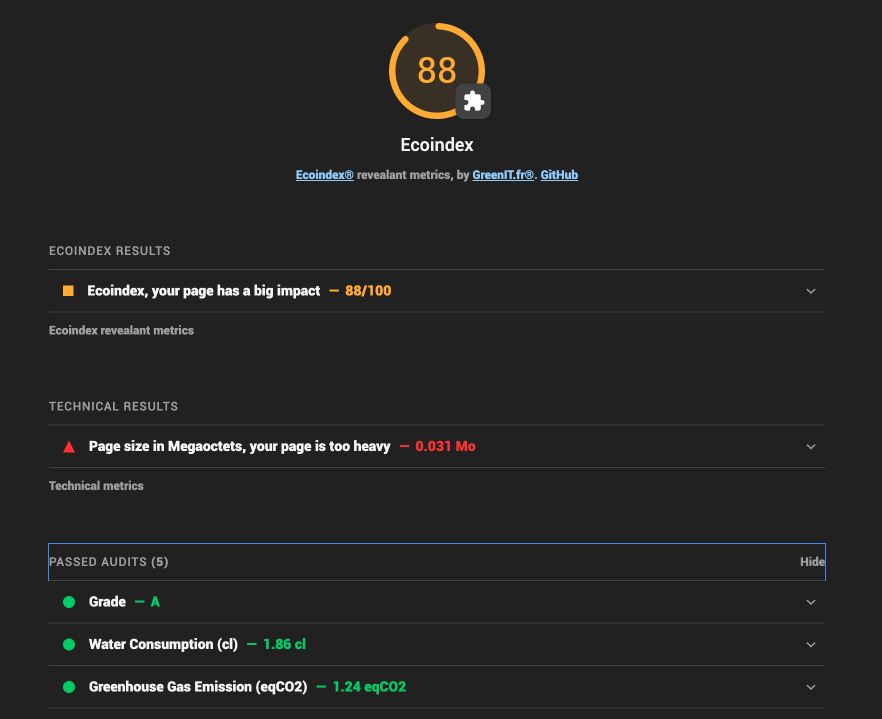 88
Ecoindex
Ecoindex® revealant metrics, by GreenIT.fr®. GitHub
ECOINDEX RESULTS
Ecoindex, your page has a big impact — 88/100
Ecoindex revealant metrics
TECHNICAL RESULTS
Page size in Megaoctets, your page is too heavy — 0.031 Mo
Technical metrics
PASSED AUDITS (5) Hide
Grade — A
Water Consumption (cl) — 1.86 cl
Greenhouse Gas Emission (eqCO2) — 1.24 eqCO2